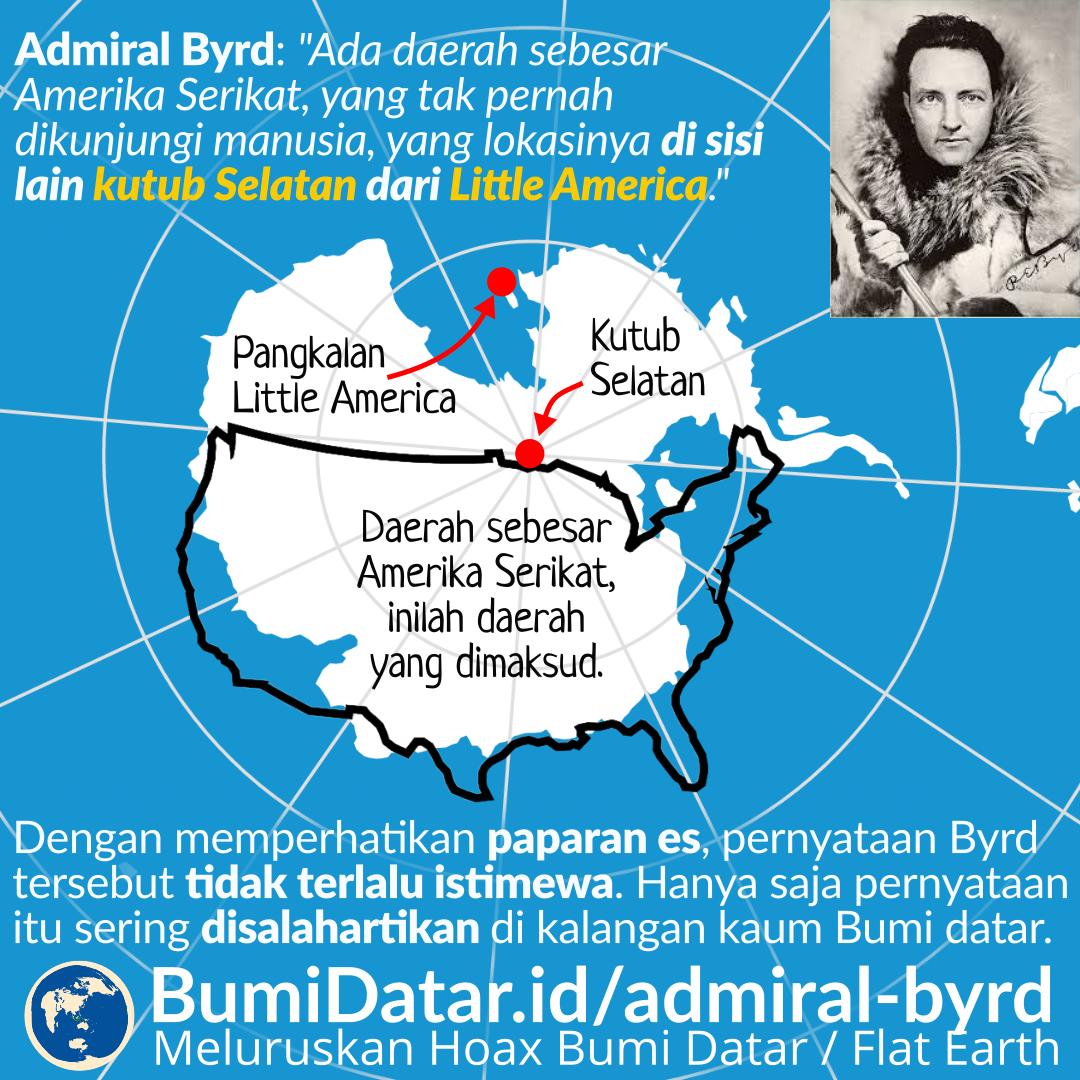 Admiral Byrd: "Ada daerah sebesar
Amerika Serikat, yang tak pernah
dikunjungi manusia, yang lokasinya di sisi
lain kutub Selatan dari Little America."
Pangkalan
Little America
Kutub
Selatan
Daerah sebesar
Amerika Serikat,
inilah daerah
yang dimaksud.
Dengan memperhatikan paparan es, pernyataan Byrd
tersebut tidak terlalu istimewa. Hanya saja pernyataan
itu sering disalahartikan di kalangan kaum Bumi datar.
BumiDatar.id/admiral-byrd
Meluruskan Hoax Bumi Datar / Flat Earth